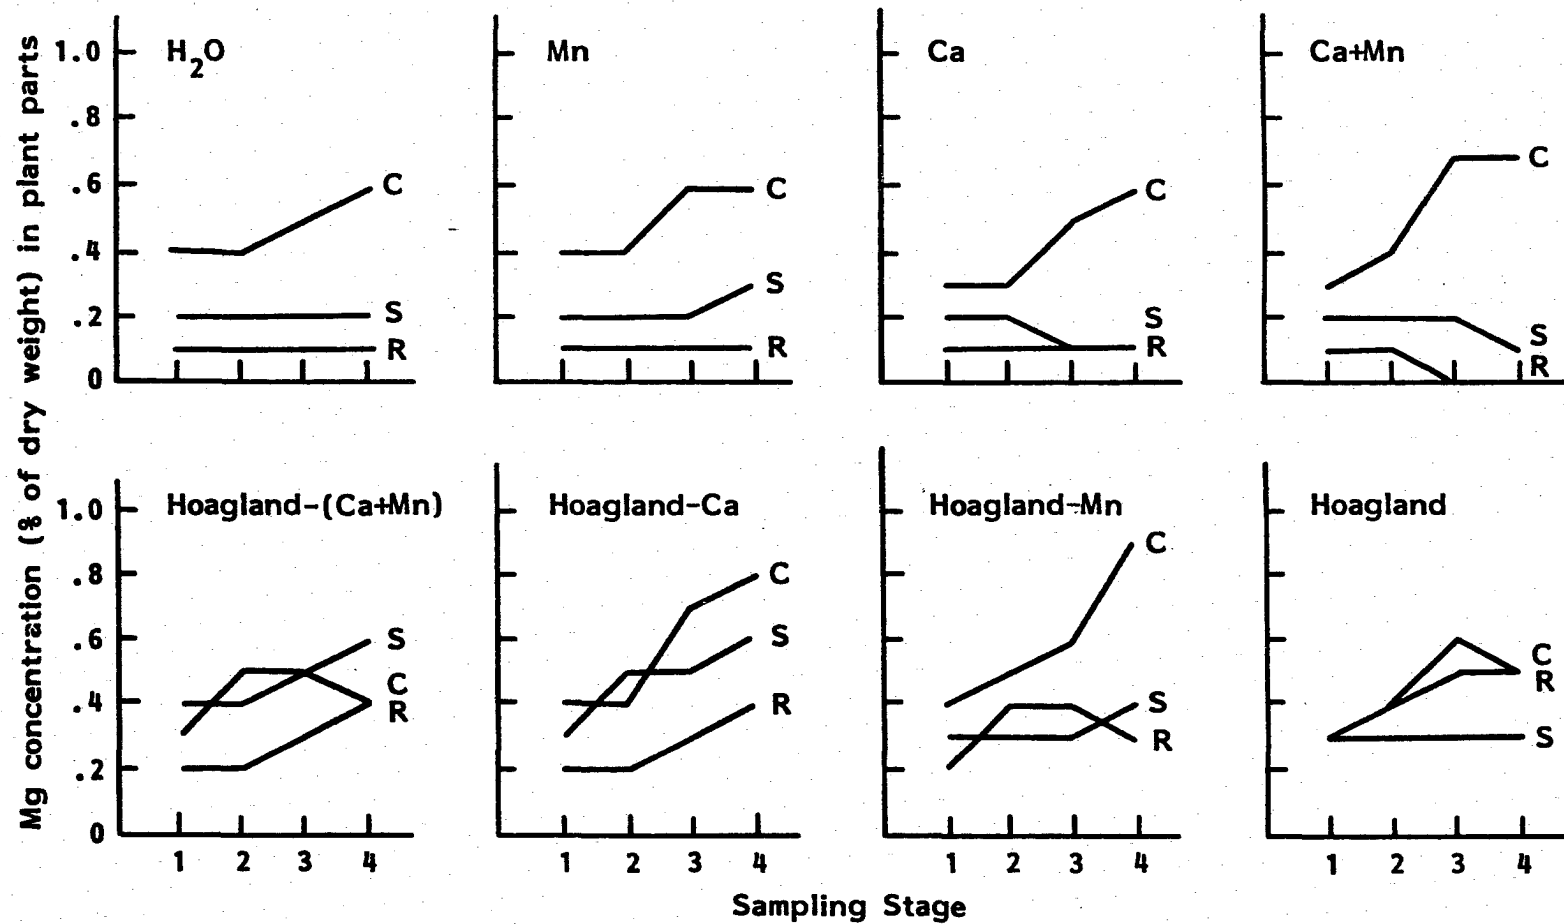 Mg concentration (% of dry weight) in plant parts
H2O
1.0
.8
.6
.4
.2
0
C
S
R
Mn
C
S
R
Ca
C
S
R
Ca+Mn
C
S
R
Hoagland-(Ca+Mn)
1.0
.8
.6
.4
.2
0
S
C
R
1 2 3 4
Hoagland-Ca
C
S
R
1 2 3 4
Hoagland-Mn
C
S
R
1 2 3 4
Hoagland
C
R
S
1 2 3 4
Sampling Stage